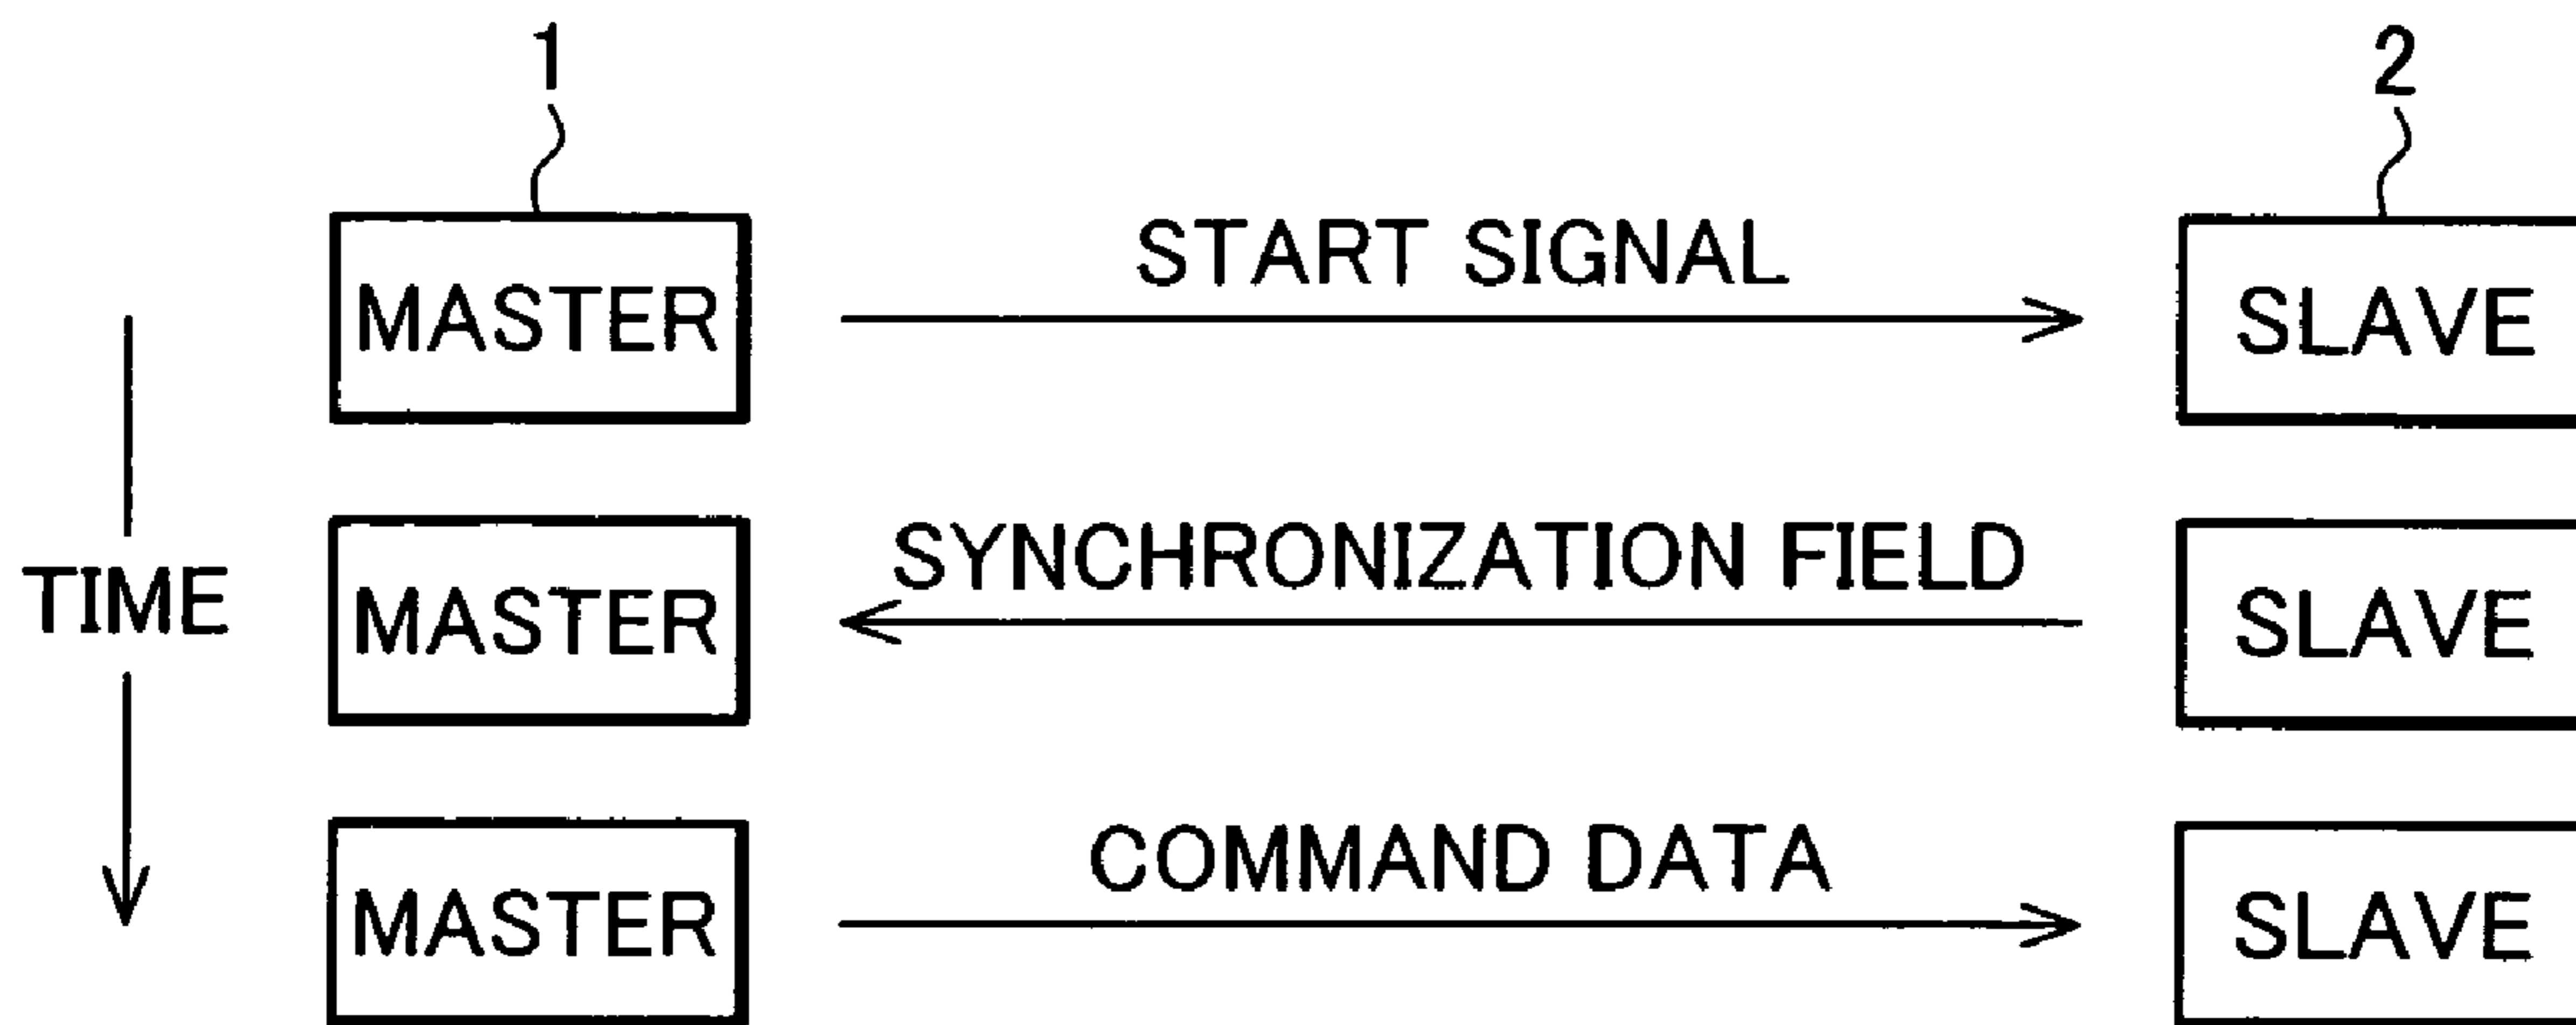 1 2
MASTER START SIGNAL SLAVE
TIME MASTER SYNCHRONIZATION FIELD SLAVE
MASTER COMMAND DATA SLAVE